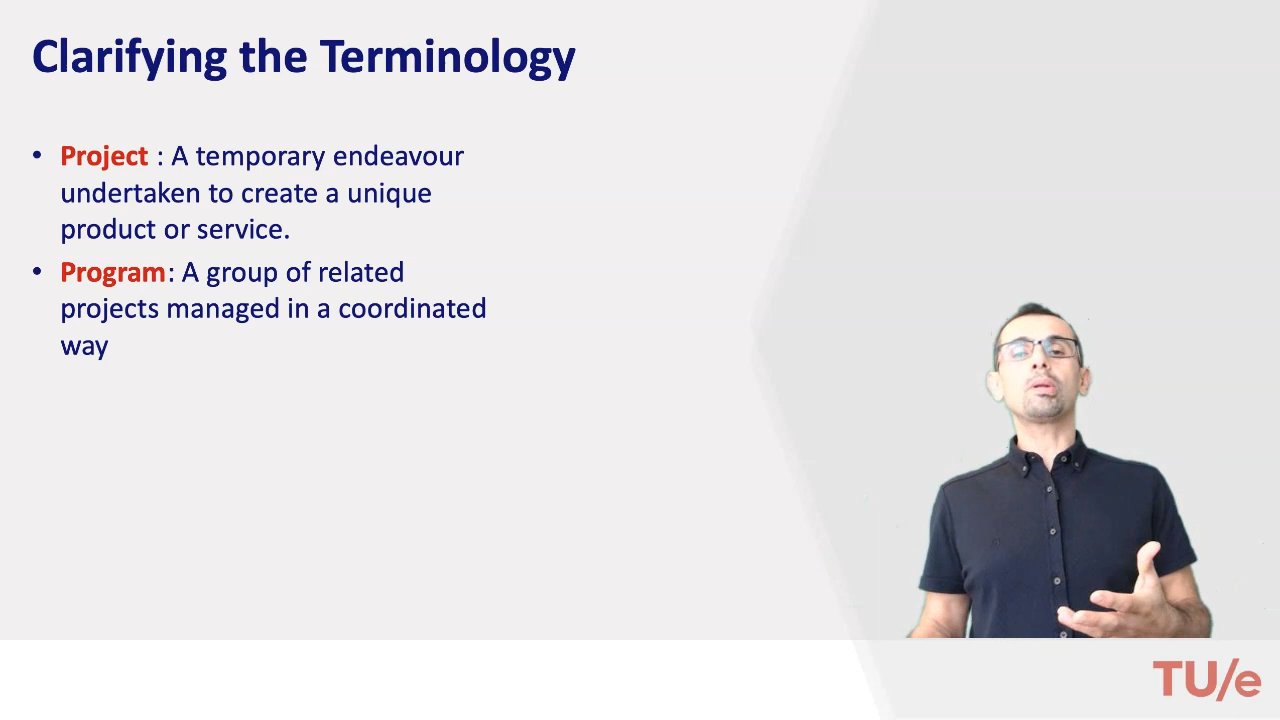 Clarifying the Terminology
• Project : A temporary endeavour
undertaken to create a unique
product or service.
• Program: A group of related
projects managed in a coordinated
way
TU/e